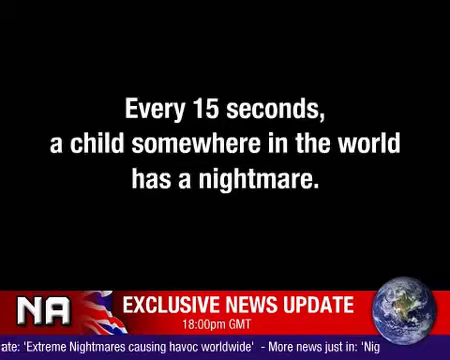 Every 15 seconds,
a child somewhere in the world
has a nightmare.
NA EXCLUSIVE NEWS UPDATE
18:00pm GMT
ate: 'Extreme Nightmares causing havoc worldwide' - More news just in: 'Nig